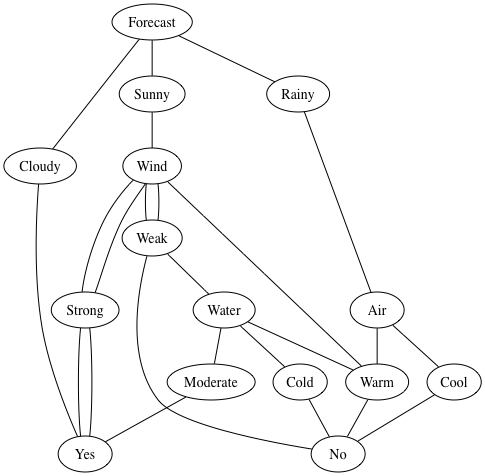 Forecast
Sunny
Rainy
Cloudy
Wind
Weak
Strong
Water
Air
Moderate
Cold
Warm
Cool
Yes
No